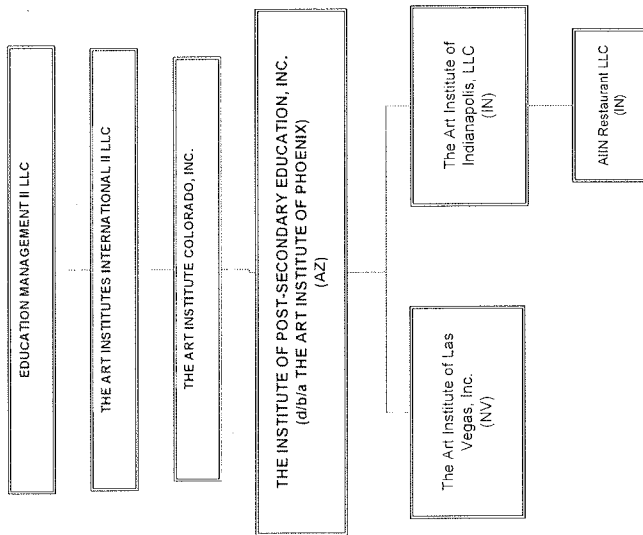 EDUCATION MANAGEMENT II LLC
THE ART INSTITUTES INTERNATIONAL II LLC
THE ART INSTITUTE COLORADO, INC.
THE INSTITUTE OF POST-SECONDARY EDUCATION, INC.
(d/b/a THE ART INSTITUTE OF PHOENIX)
(AZ)
The Art Institute of Las
Vegas, Inc.
(NV)
The Art Institute of
Indianapolis, LLC
(IN)
AIIN Restaurant LLC
(IN)